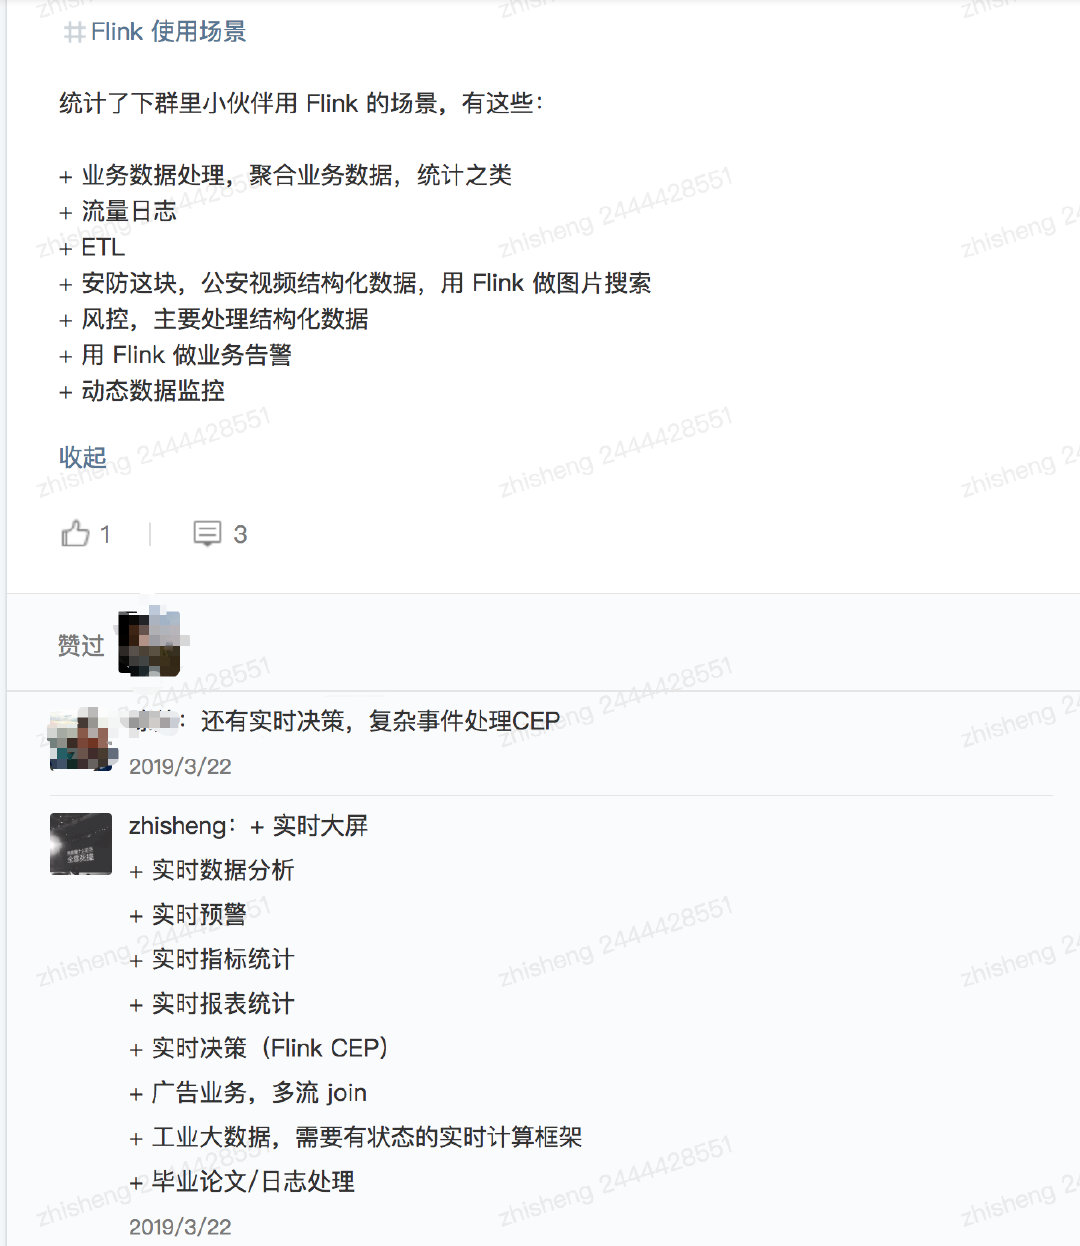 #Flink 使用场景
统计了下群里小伙伴用 Flink 的场景，有这些：
+ 业务数据处理，聚合业务数据，统计之类
+ 流量日志
+ ETL
+ 安防这块，公安视频结构化数据，用 Flink 做图片搜索
+ 风控，主要处理结构化数据
+ 用 Flink 做业务告警
+ 动态数据监控
收起
1 | 3
赞过
：还有实时决策，复杂事件处理CEP
2019/3/22
zhisheng：+ 实时大屏
+ 实时数据分析
+ 实时预警
+ 实时指标统计
+ 实时报表统计
+ 实时决策（Flink CEP）
+ 广告业务，多流 join
+ 工业大数据，需要有状态的实时计算框架
+ 毕业论文/日志处理
2019/3/22
zhisheng 2444428551